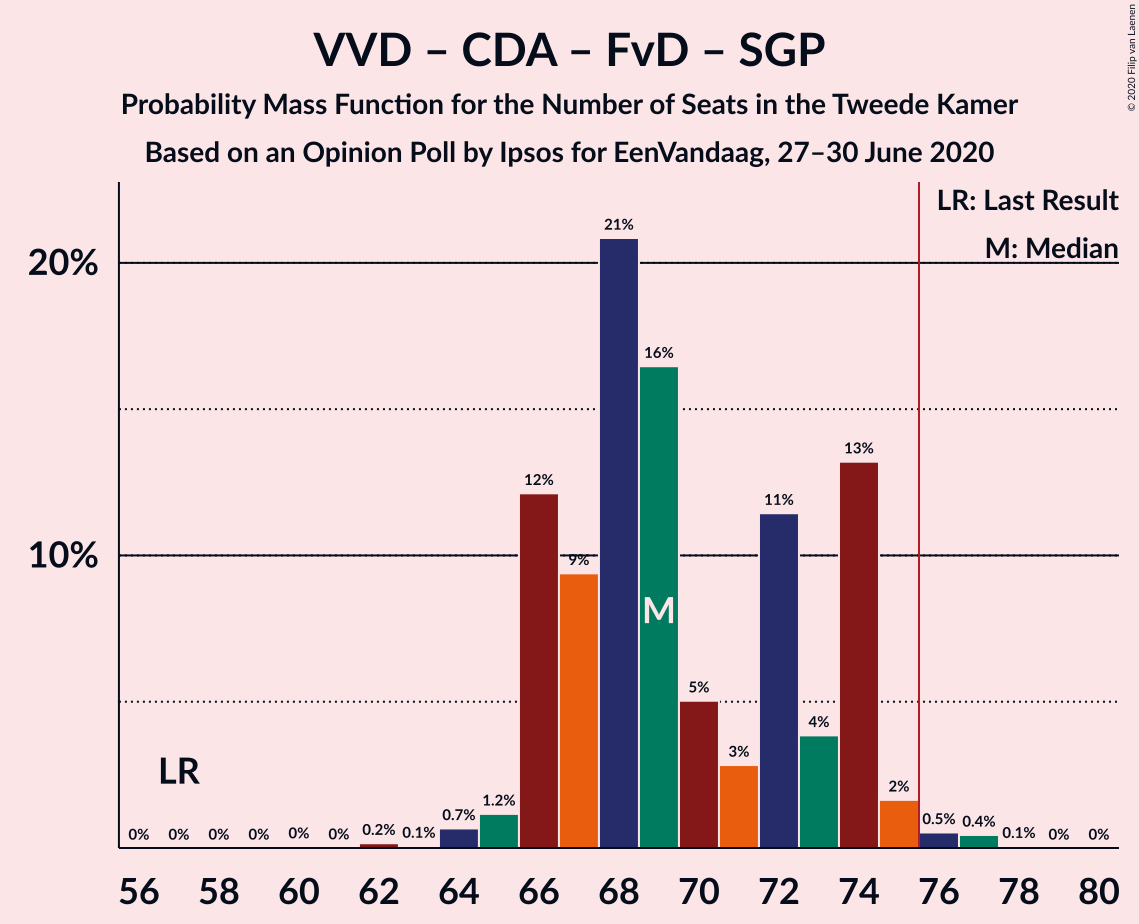 VVD – CDA – FvD – SGP
Probability Mass Function for the Number of Seats in the Tweede Kamer
Based on an Opinion Poll by Ipsos for EenVandaag, 27–30 June 2020
© 2020 Filip van Laenen
LR: Last Result
M: Median
20%
10%
21%
16%
13%
12%
11%
9%
5%
4%
3%
2%
M
LR
0% 0% 0% 0% 0% 0% 0.2% 0.1% 0.7% 1.2% 0.5% 0.4% 0.1% 0% 0%
56 58 60 62 64 66 68 70 72 74 76 78 80